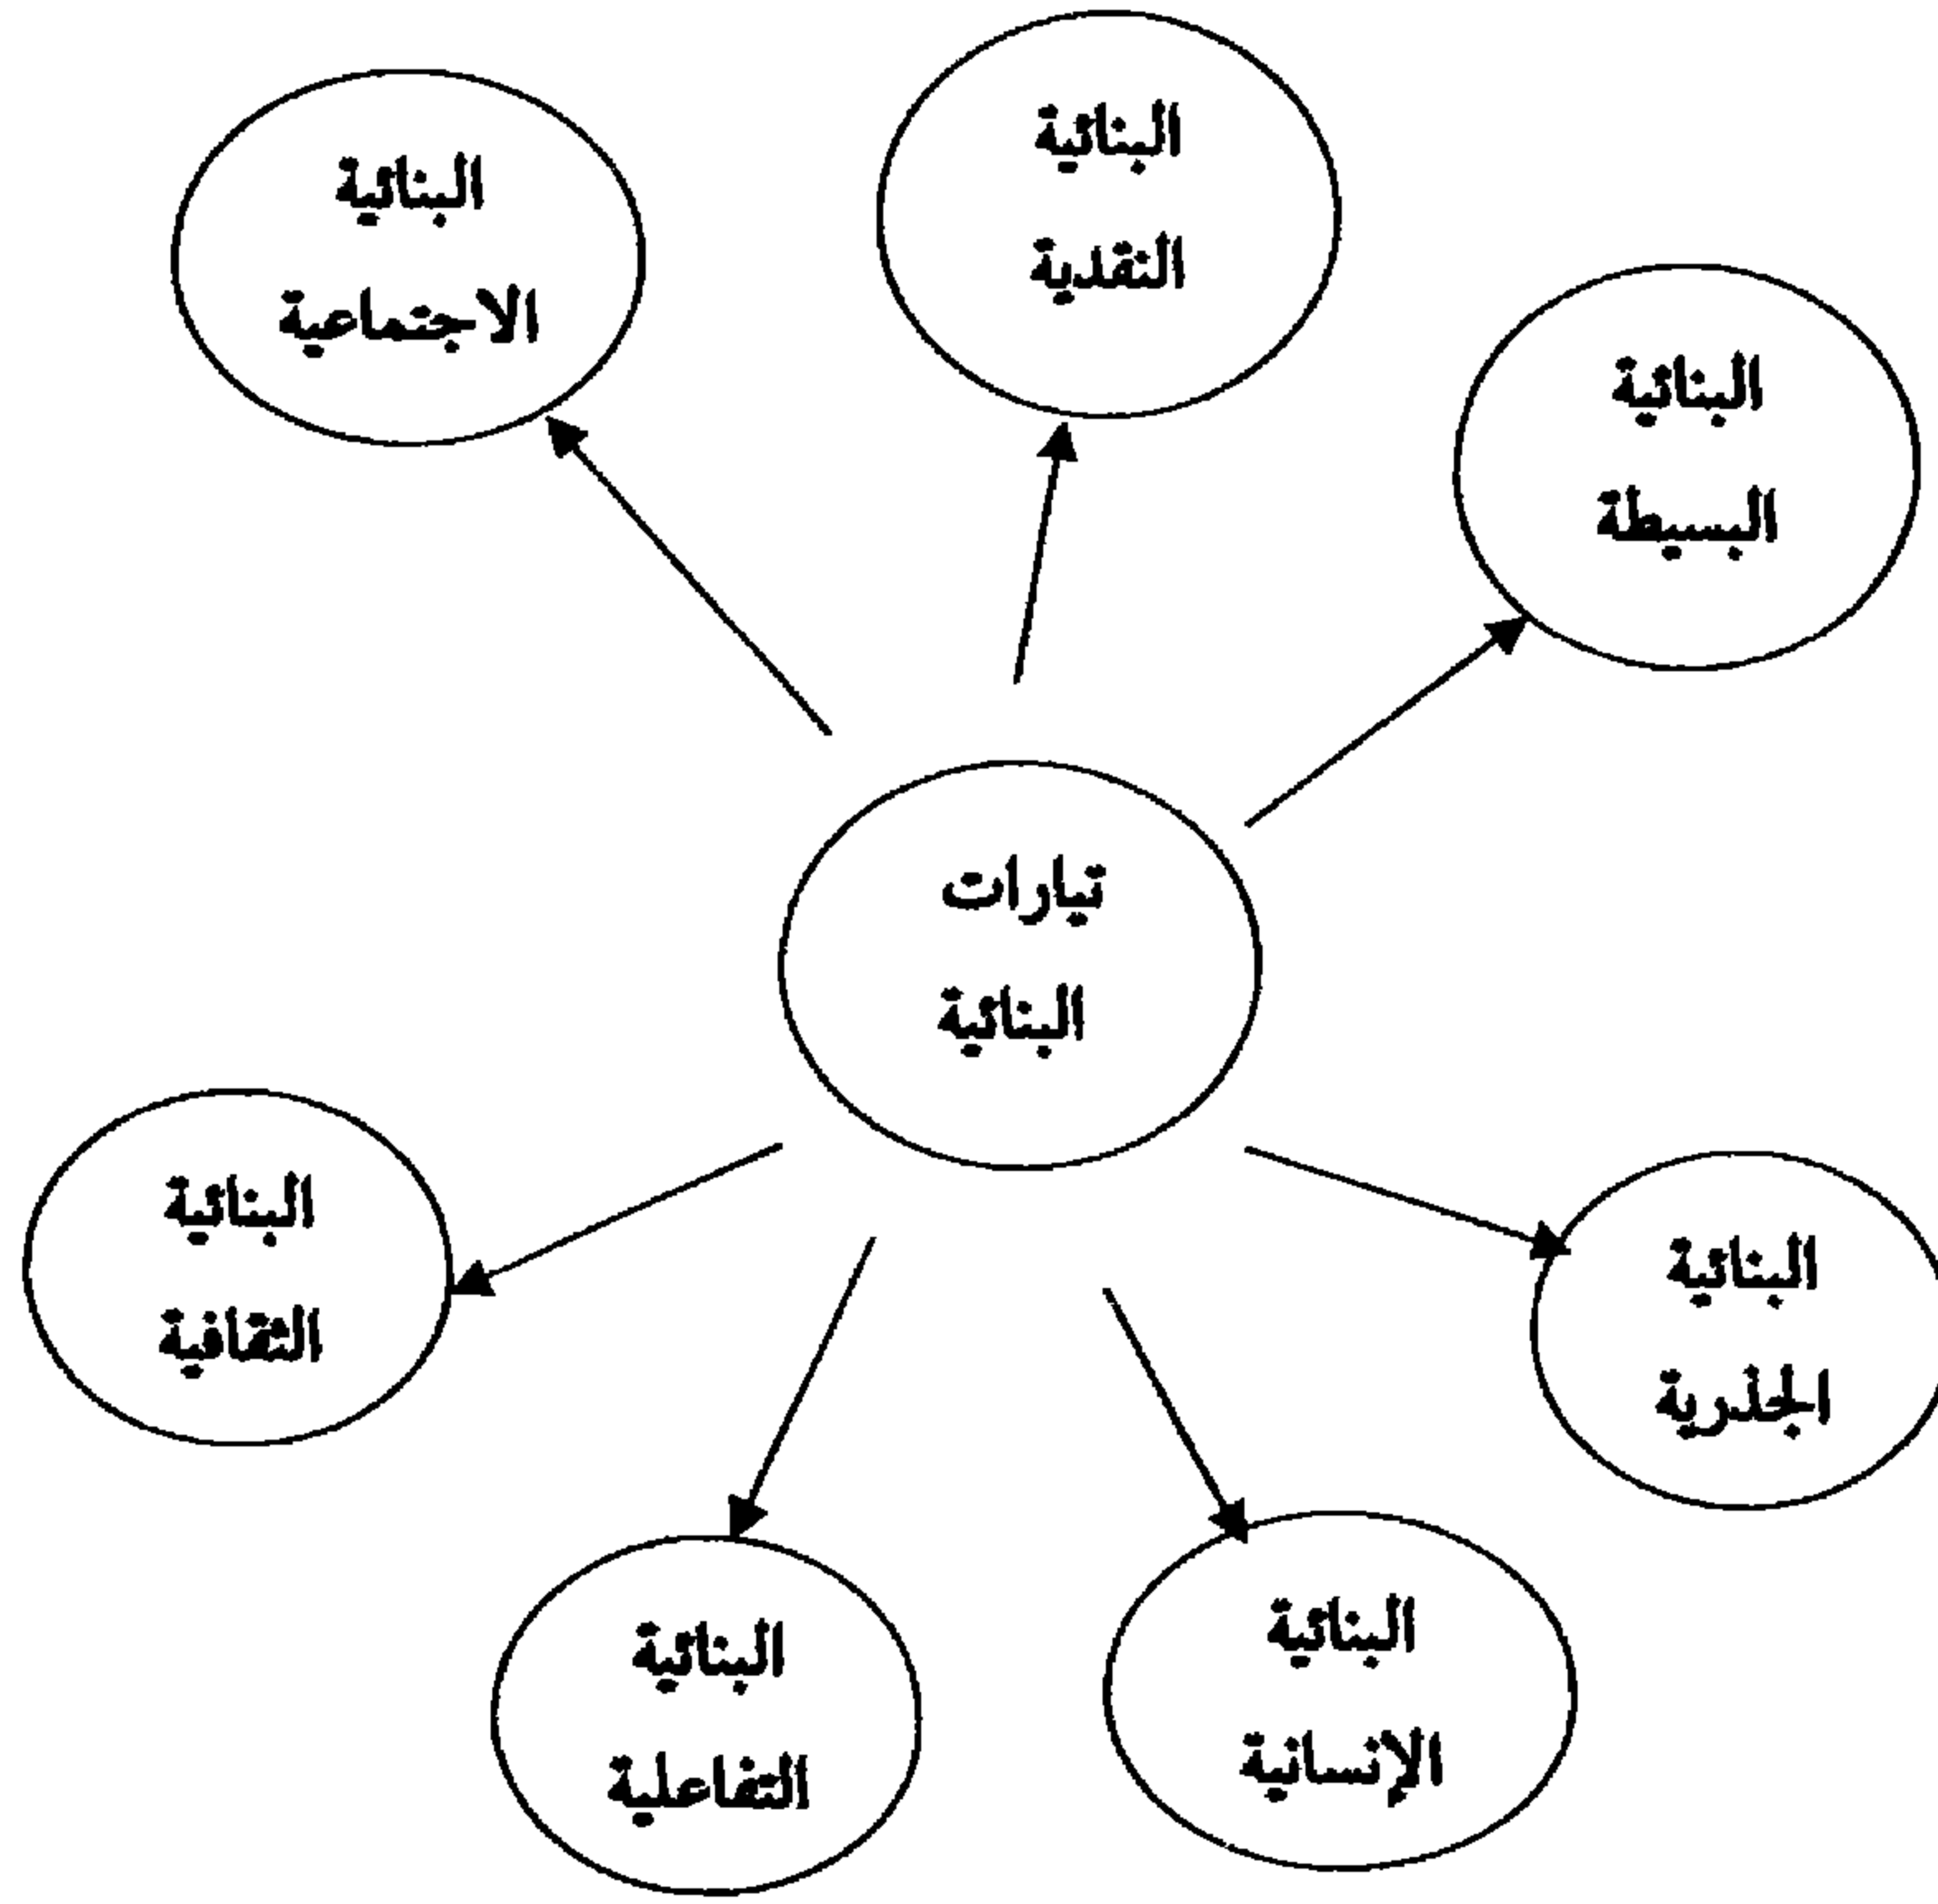 البنائية
النقدية
البنائية
الاجتماعية
البنائية
البسيطة
تيارات
البنائية
البنائية
الثقافية
البنائية
الجذرية
البنائية
الإنسانية
البنائية
التفاعلية